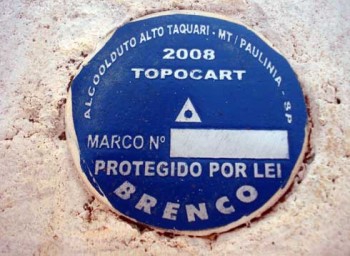 ALCOOLDUTO ALTO TAQUARI - MT / PAULINIA - SP
2008
TOPOCART
MARCO Nº
PROTEGIDO POR LEI
BRENCO